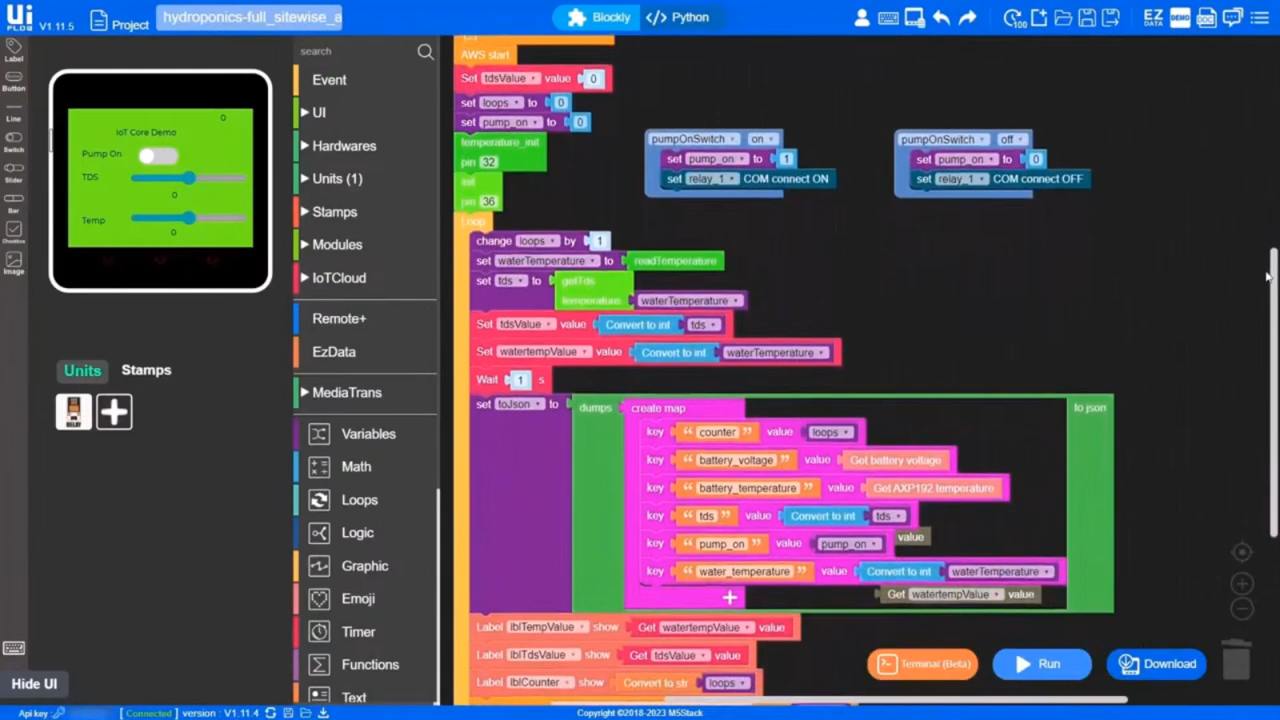 Ui
FLOW V1.11.5
Project hydroponics-full_sitewise_a
Blockly </> Python
100
EZ DATA
DEMO
DOC
Label
Button
Line
Switch
Slider
Bar
Checkbox
Image
0
IoT Core Demo
Pump On
TDS
0
Temp
0
Units Stamps
RELAY
Hide UI
search
Event
UI
Hardwares
Units (1)
Stamps
Modules
IoTCloud
Remote+
EzData
MediaTrans
Variables
Math
Loops
Logic
Graphic
Emoji
Timer
Functions
Text
AWS start
Set tdsValue value 0
set loops to 0
set pump_on to 0
temperature_init
pin 32
init
pin 36
Loop
pumpOnSwitch on
set pump_on to 1
set relay_1 COM connect ON
pumpOnSwitch off
set pump_on to 0
set relay_1 COM connect OFF
change loops by 1
set waterTemperature to readTemperature
set tds to getTds
temperature waterTemperature
Set tdsValue value Convert to int tds
Set watertempValue value Convert to int waterTemperature
Wait 1 s
set toJson to dumps create map to json
key “ counter ” value loops
key “ battery_voltage ” value Get battery voltage
key “ battery_temperature ” value Get AXP192 temperature
key “ tds ” value Convert to int tds
value
key “ pump_on ” value pump_on
key “ water_temperature ” value Convert to int waterTemperature
Get watertempValue value
Label lblTempValue show Get watertempValue value
Label lblTdsValue show Get tdsValue value
Label lblCounter show Convert to str loops
Terminal (Beta) Run Download
Api key: [ Connected ] version : V1.11.4
Copyright ©2018-2023 M5Stack